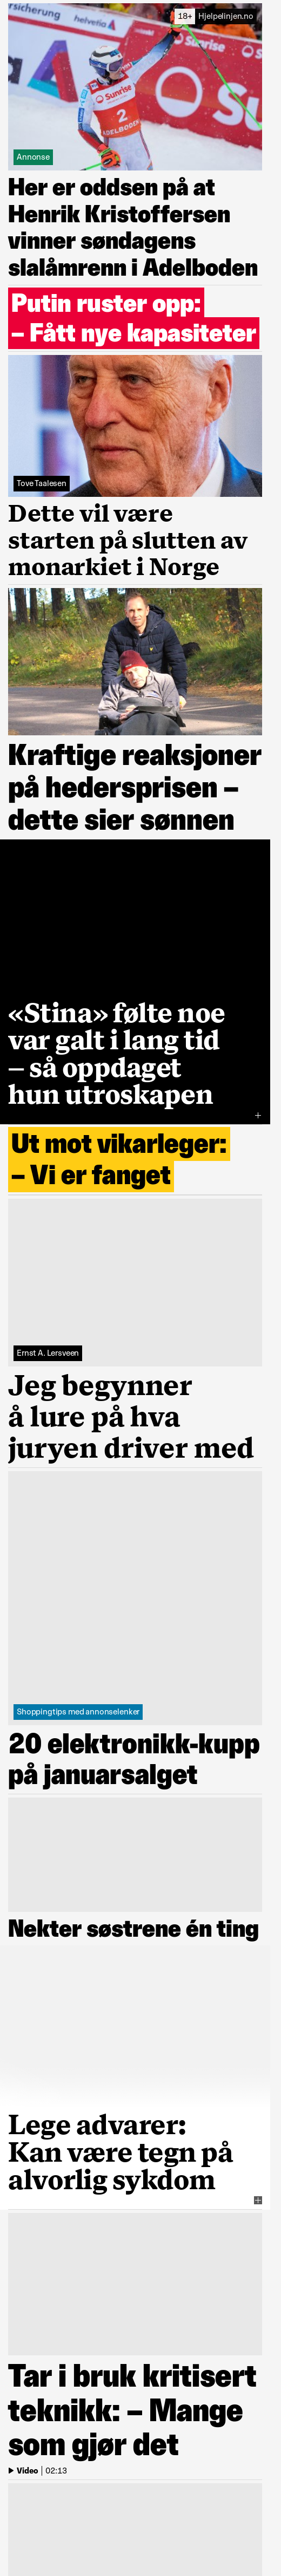 18+ Hjelpelinjen.no
viessmann
SUNRISE
Sunrise
2
ADELBODEN
Annonse
Her er oddsen på at
Henrik Kristoffersen
vinner søndagens
slalåmrenn i Adelboden
Putin ruster opp:
– Fått nye kapasiteter
Tove Taalesen
Dette vil være
starten på slutten av
monarkiet i Norge
Kraftige reaksjoner
på hedersprisen –
dette sier sønnen
«Stina» følte noe
var galt i lang tid
– så oppdaget
hun utroskapen
Ut mot vikarleger:
– Vi er fanget
Ernst A. Lersveen
Jeg begynner
å lure på hva
juryen driver med
Shoppingtips med annonselenker
20 elektronikk-kupp
på januarsalget
Nekter søstrene én ting
Lege advarer:
Kan være tegn på
alvorlig sykdom
Tar i bruk kritisert
teknikk: – Mange
som gjør det
Video | 02:13